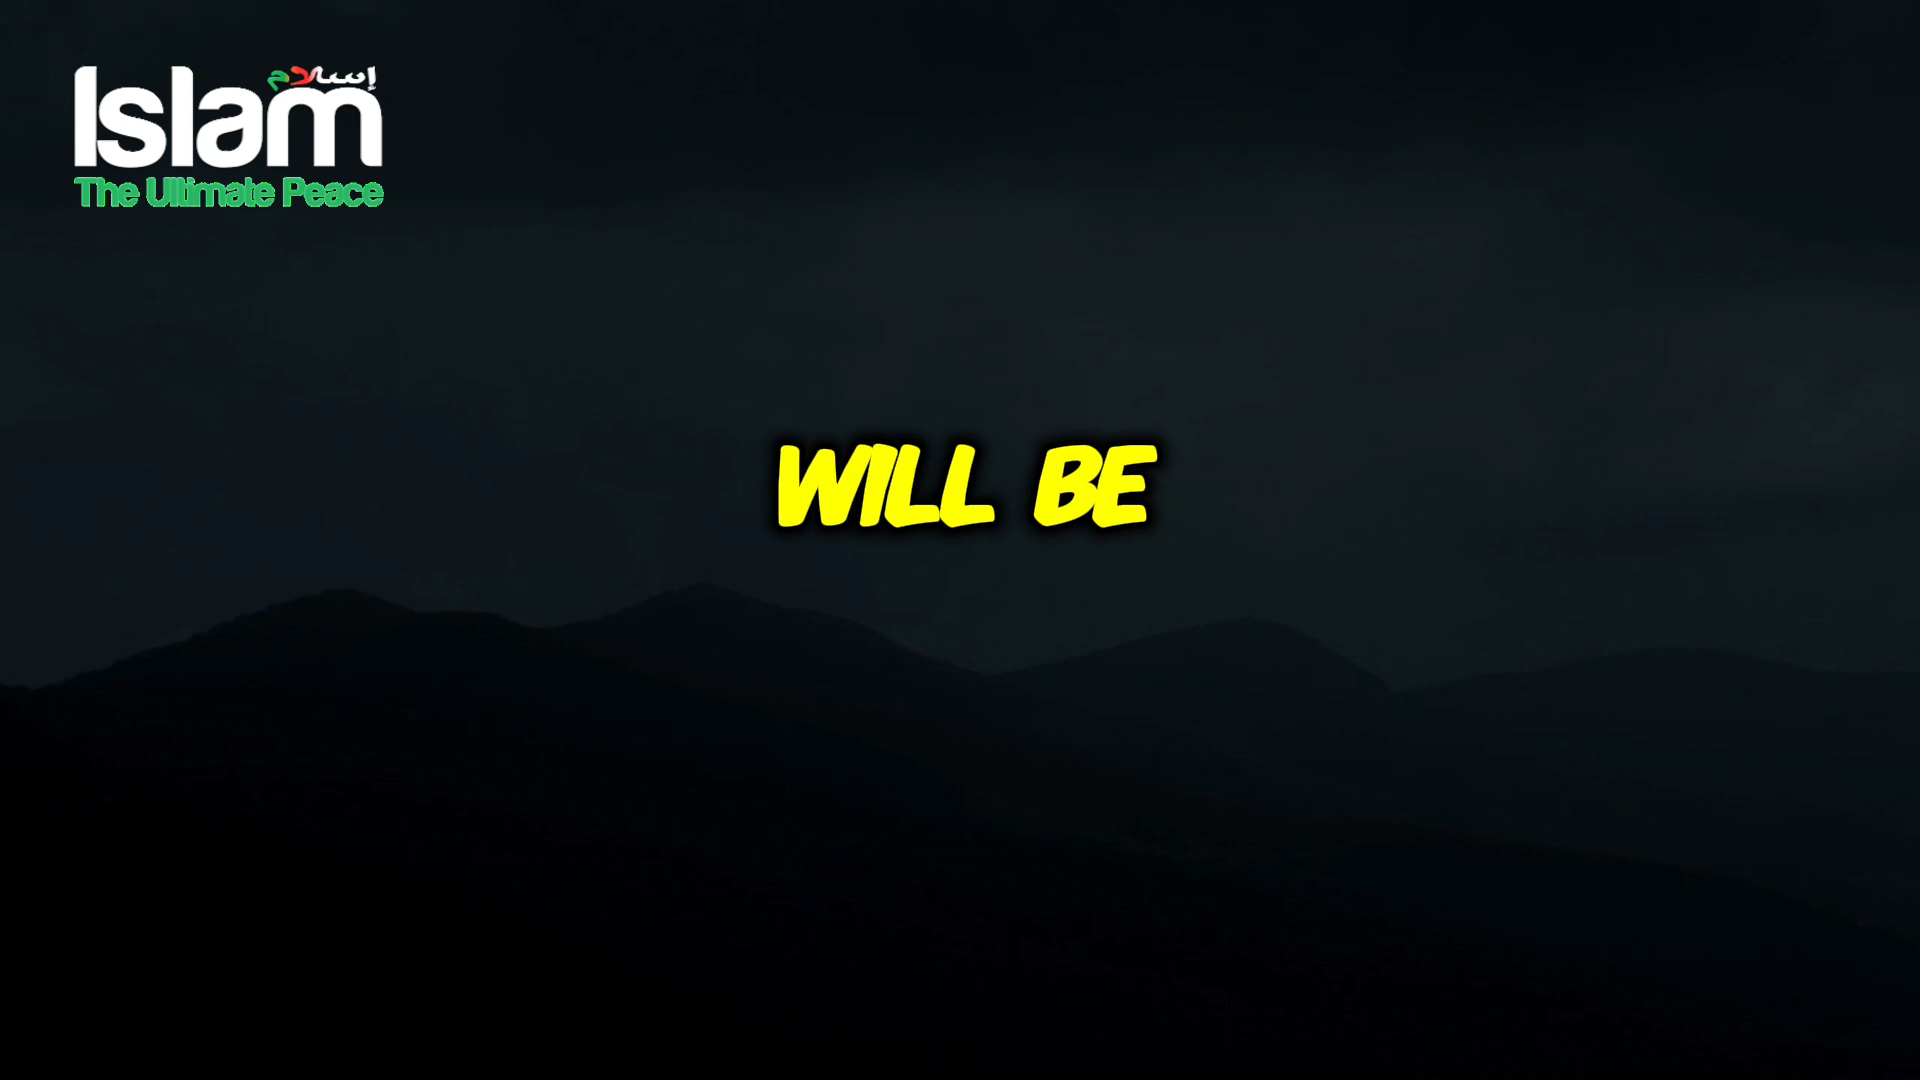 إسلام
Islam
The Ultimate Peace
WILL BE